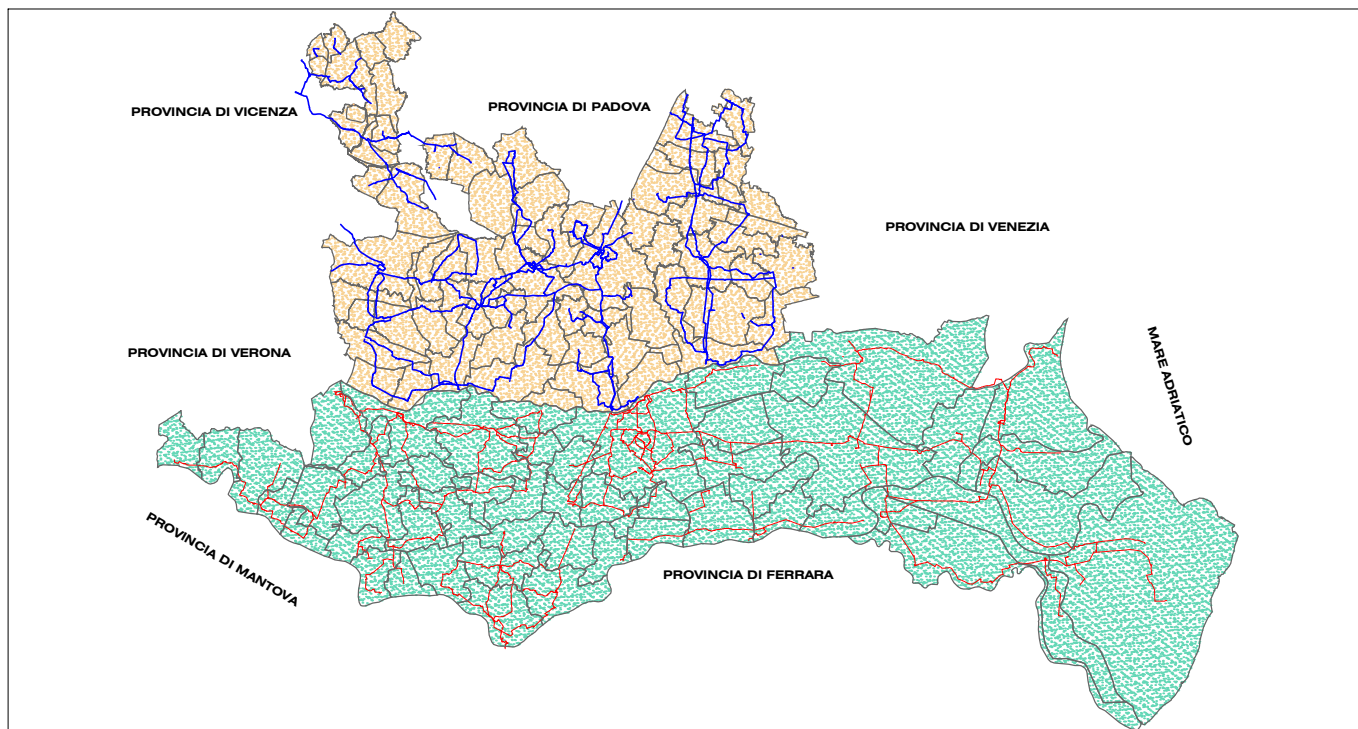 PROVINCIA DI VICENZA
PROVINCIA DI PADOVA
PROVINCIA DI VENEZIA
PROVINCIA DI VERONA
MARE ADRIATICO
PROVINCIA DI MANTOVA
PROVINCIA DI FERRARA